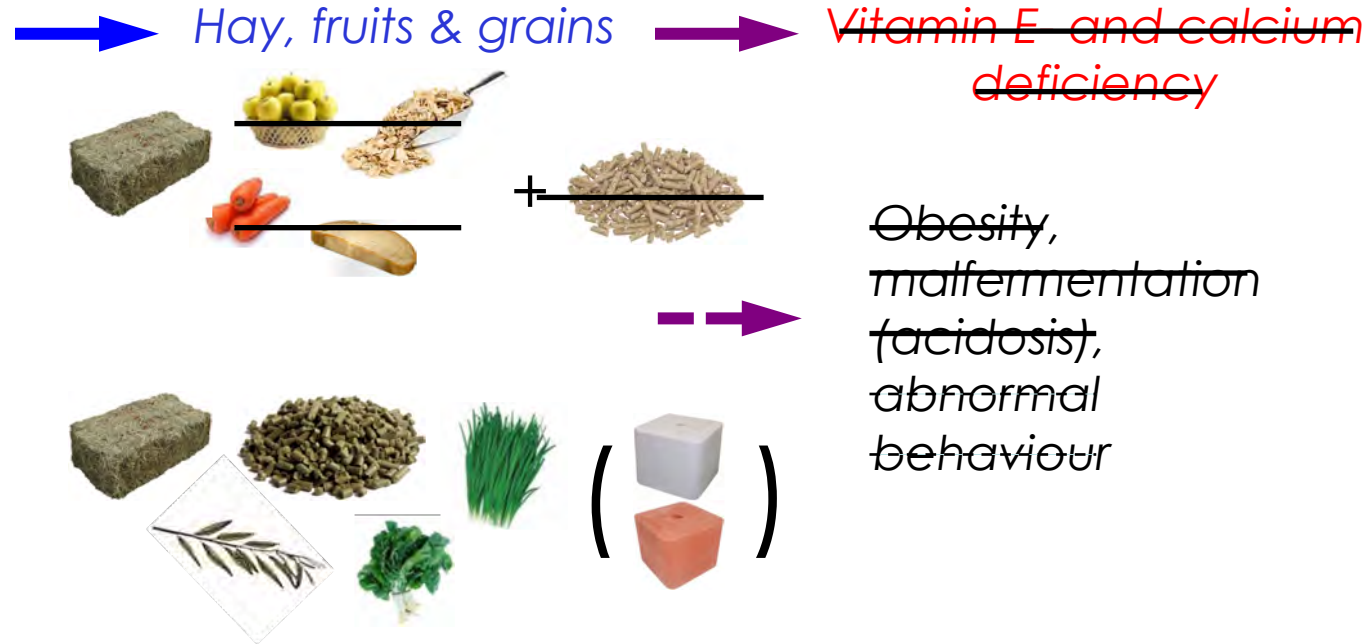 Hay, fruits & grains
Vitamin E- and calcium
deficiency
+
Obesity,
malfermentation
(acidosis),
abnormal
behaviour
( )